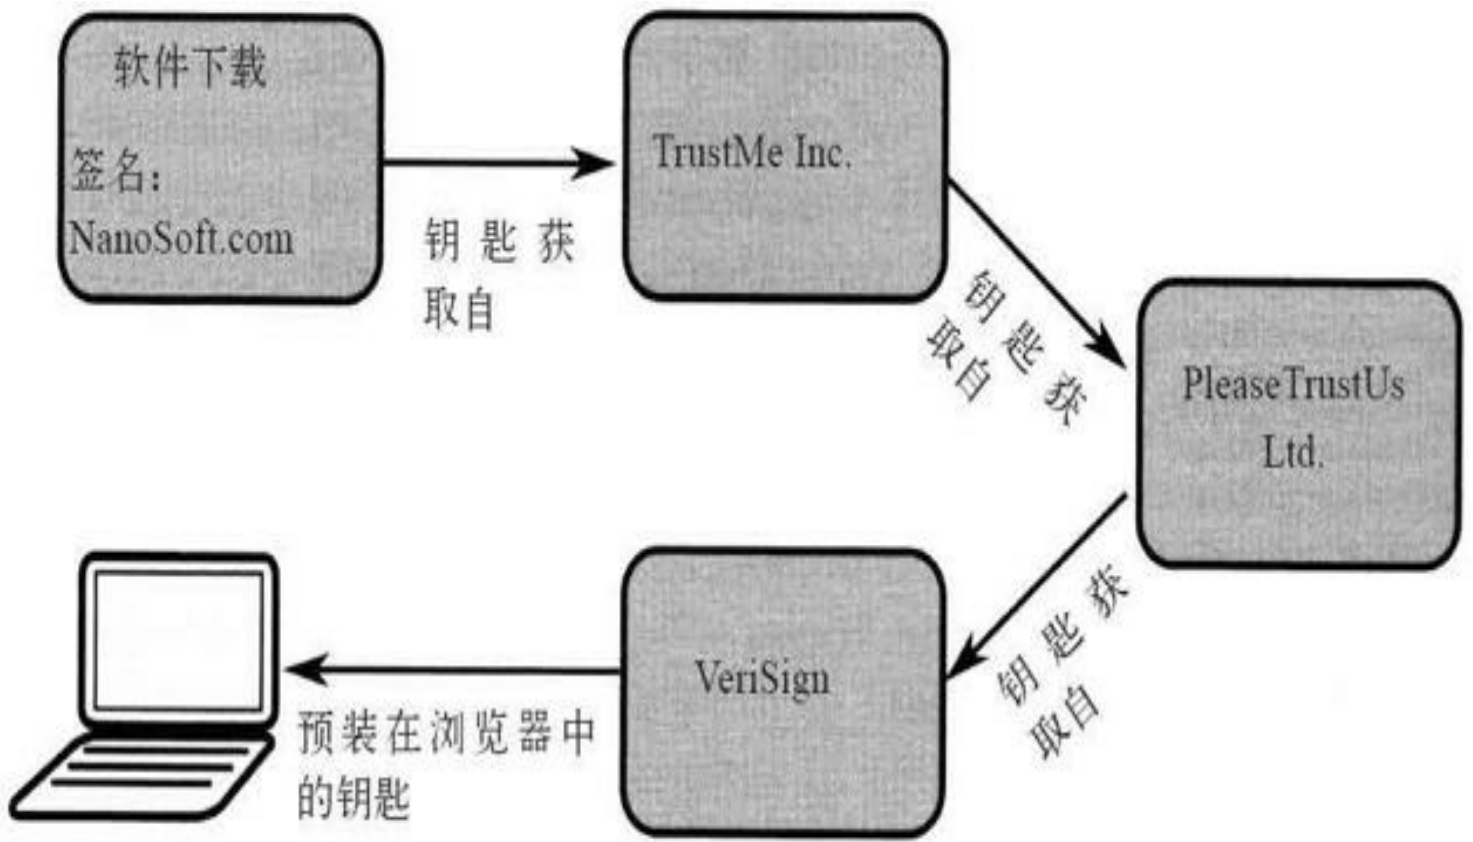 软件下载
签名：
NanoSoft.com
钥匙获
取自
TrustMe Inc.
钥匙获
取自
PleaseTrustUs
Ltd.
钥匙获
取自
VeriSign
预装在浏览器中
的钥匙